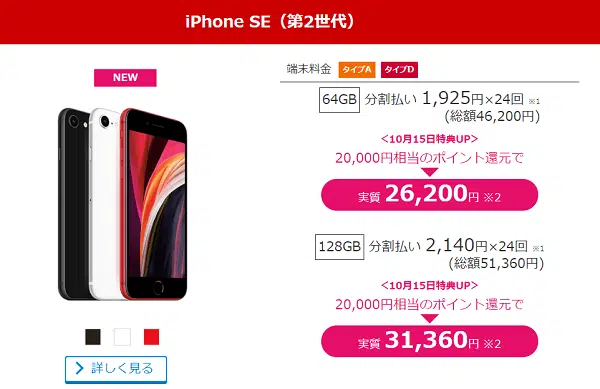 iPhone SE（第2世代）
NEW
端末料金 タイプA タイプD
64GB 分割払い 1,925円×24回 ※1
(総額46,200円)
＜10月15日特典UP＞
20,000円相当のポイント還元で
実質 26,200円 ※2
128GB 分割払い 2,140円×24回 ※1
(総額51,360円)
＜10月15日特典UP＞
20,000円相当のポイント還元で
実質 31,360円 ※2
詳しく見る